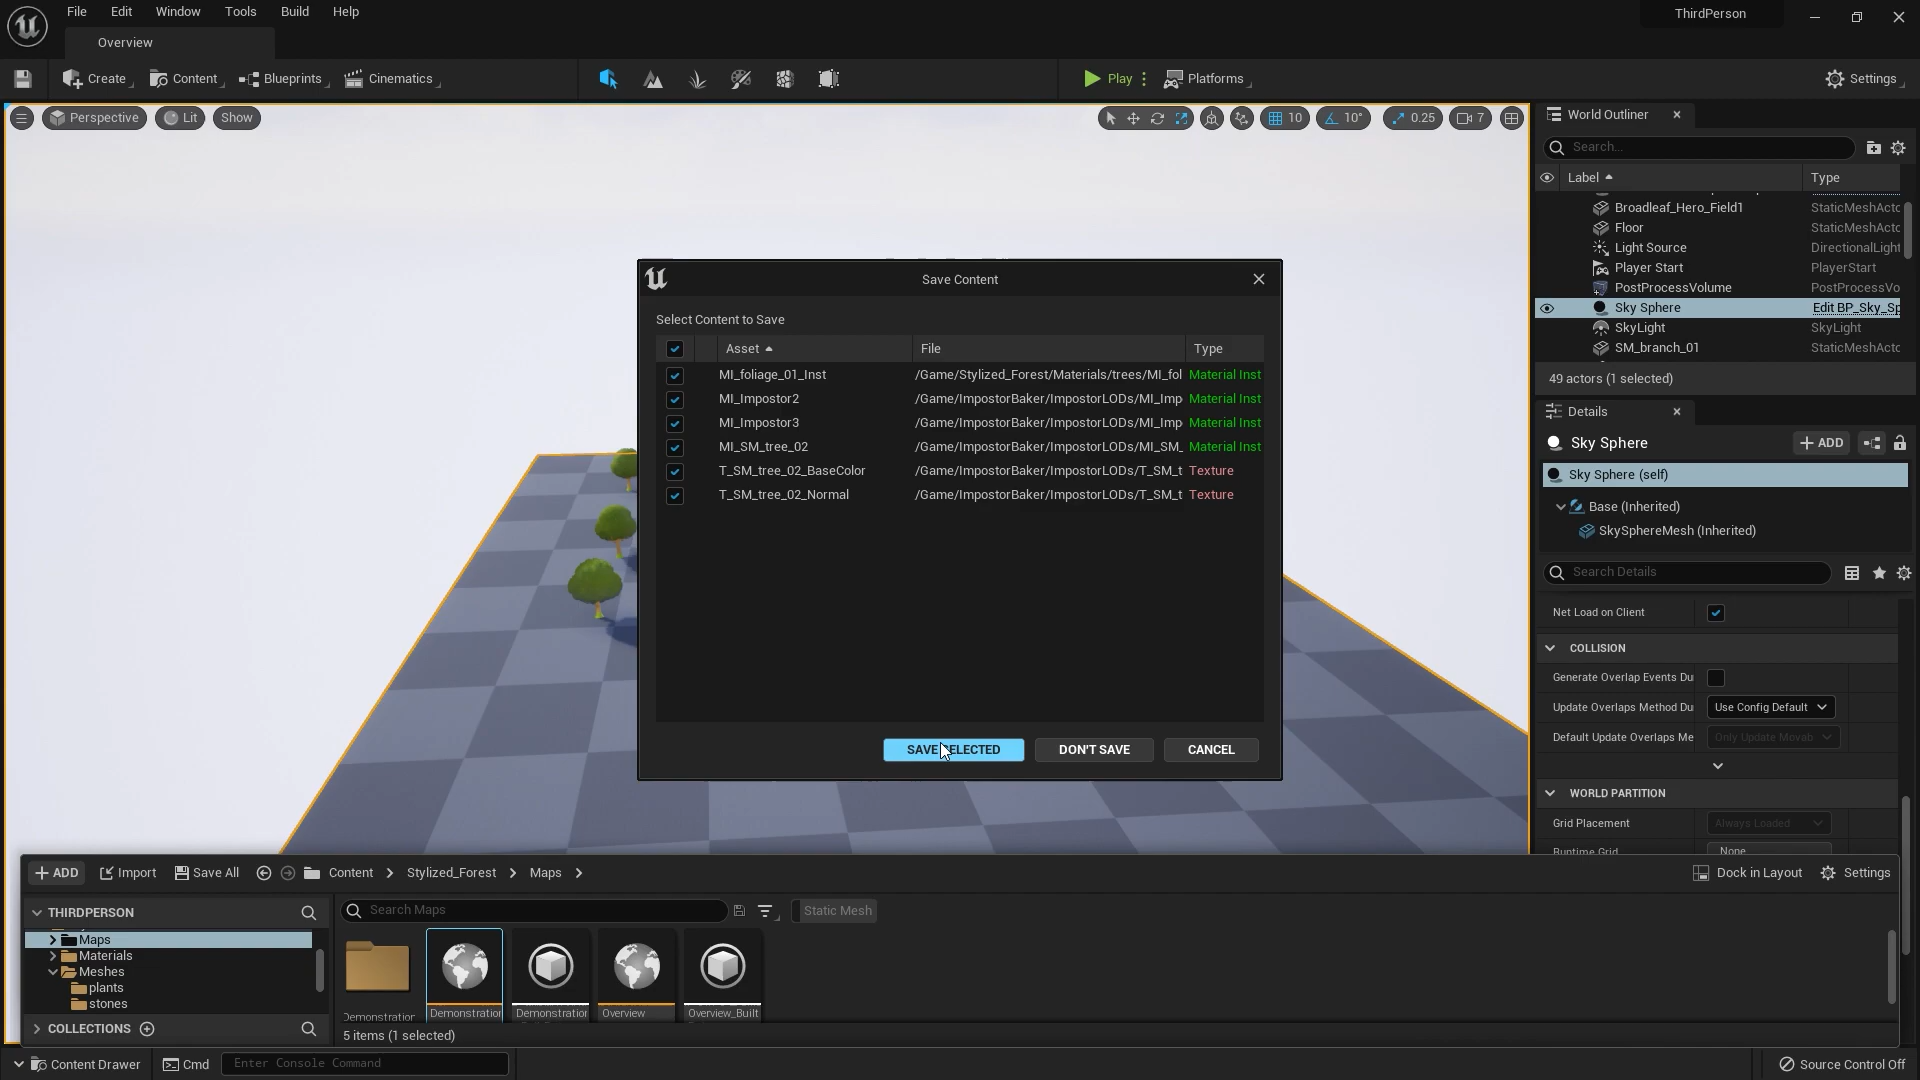 File Edit Window Tools Build Help
ThirdPerson
Overview
Create Content Blueprints Cinematics Play Platforms Settings
Perspective Lit Show 10 10° 0.25 7
World Outliner
Search...
Label Type
Broadleaf_Hero_Field1 StaticMeshActo
Floor StaticMeshActo
Light Source DirectionalLight
Player Start PlayerStart
PostProcessVolume PostProcessVo
Sky Sphere Edit BP_Sky_Sp
SkyLight SkyLight
SM_branch_01 StaticMeshActo
49 actors (1 selected)
Details
Sky Sphere ADD
Sky Sphere (self)
Base (Inherited)
SkySphereMesh (Inherited)
Search Details
Net Load on Client
COLLISION
Generate Overlap Events Du
Update Overlaps Method Du Use Config Default
Default Update Overlaps Me Only Update Movab
WORLD PARTITION
Grid Placement Always Loaded
Runtime Grid None
Save Content
Select Content to Save
Asset File Type
MI_foliage_01_Inst /Game/Stylized_Forest/Materials/trees/MI_fol Material Inst
MI_Impostor2 /Game/ImpostorBaker/ImpostorLODs/MI_Imp Material Inst
MI_Impostor3 /Game/ImpostorBaker/ImpostorLODs/MI_Imp Material Inst
MI_SM_tree_02 /Game/ImpostorBaker/ImpostorLODs/MI_SM_ Material Inst
T_SM_tree_02_BaseColor /Game/ImpostorBaker/ImpostorLODs/T_SM_t Texture
T_SM_tree_02_Normal /Game/ImpostorBaker/ImpostorLODs/T_SM_t Texture
SAVE SELECTED DON'T SAVE CANCEL
ADD Import Save All Content Stylized_Forest Maps Dock in Layout Settings
THIRDPERSON
Search Maps
Static Mesh
Maps
Materials
Meshes
plants
stones
COLLECTIONS
Demonstration Demonstration Demonstration Overview Overview_Built
5 items (1 selected)
Content Drawer Cmd Enter Console Command Source Control Off